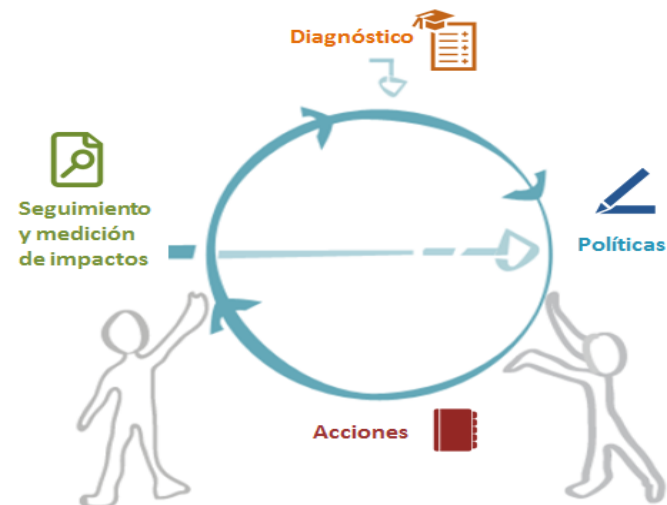 Diagnóstico
Seguimiento
y medición
de impactos
Políticas
Acciones